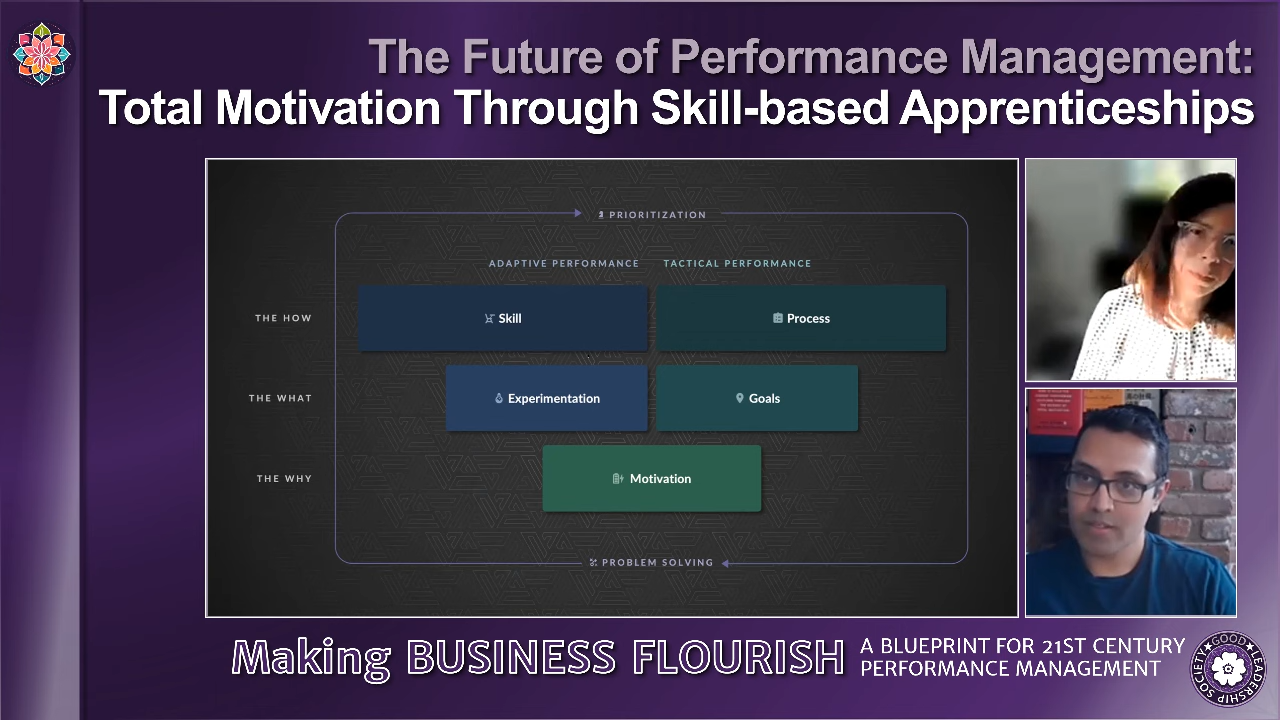 The Future of Performance Management:
Total Motivation Through Skill-based Apprenticeships
PRIORITIZATION
ADAPTIVE PERFORMANCE
TACTICAL PERFORMANCE
THE HOW
Skill
Process
THE WHAT
Experimentation
Goals
THE WHY
Motivation
PROBLEM SOLVING
Making BUSINESS FLOURISH
A BLUEPRINT FOR 21ST CENTURY
PERFORMANCE MANAGEMENT
GOOD LEADERSHIP SOCIETY